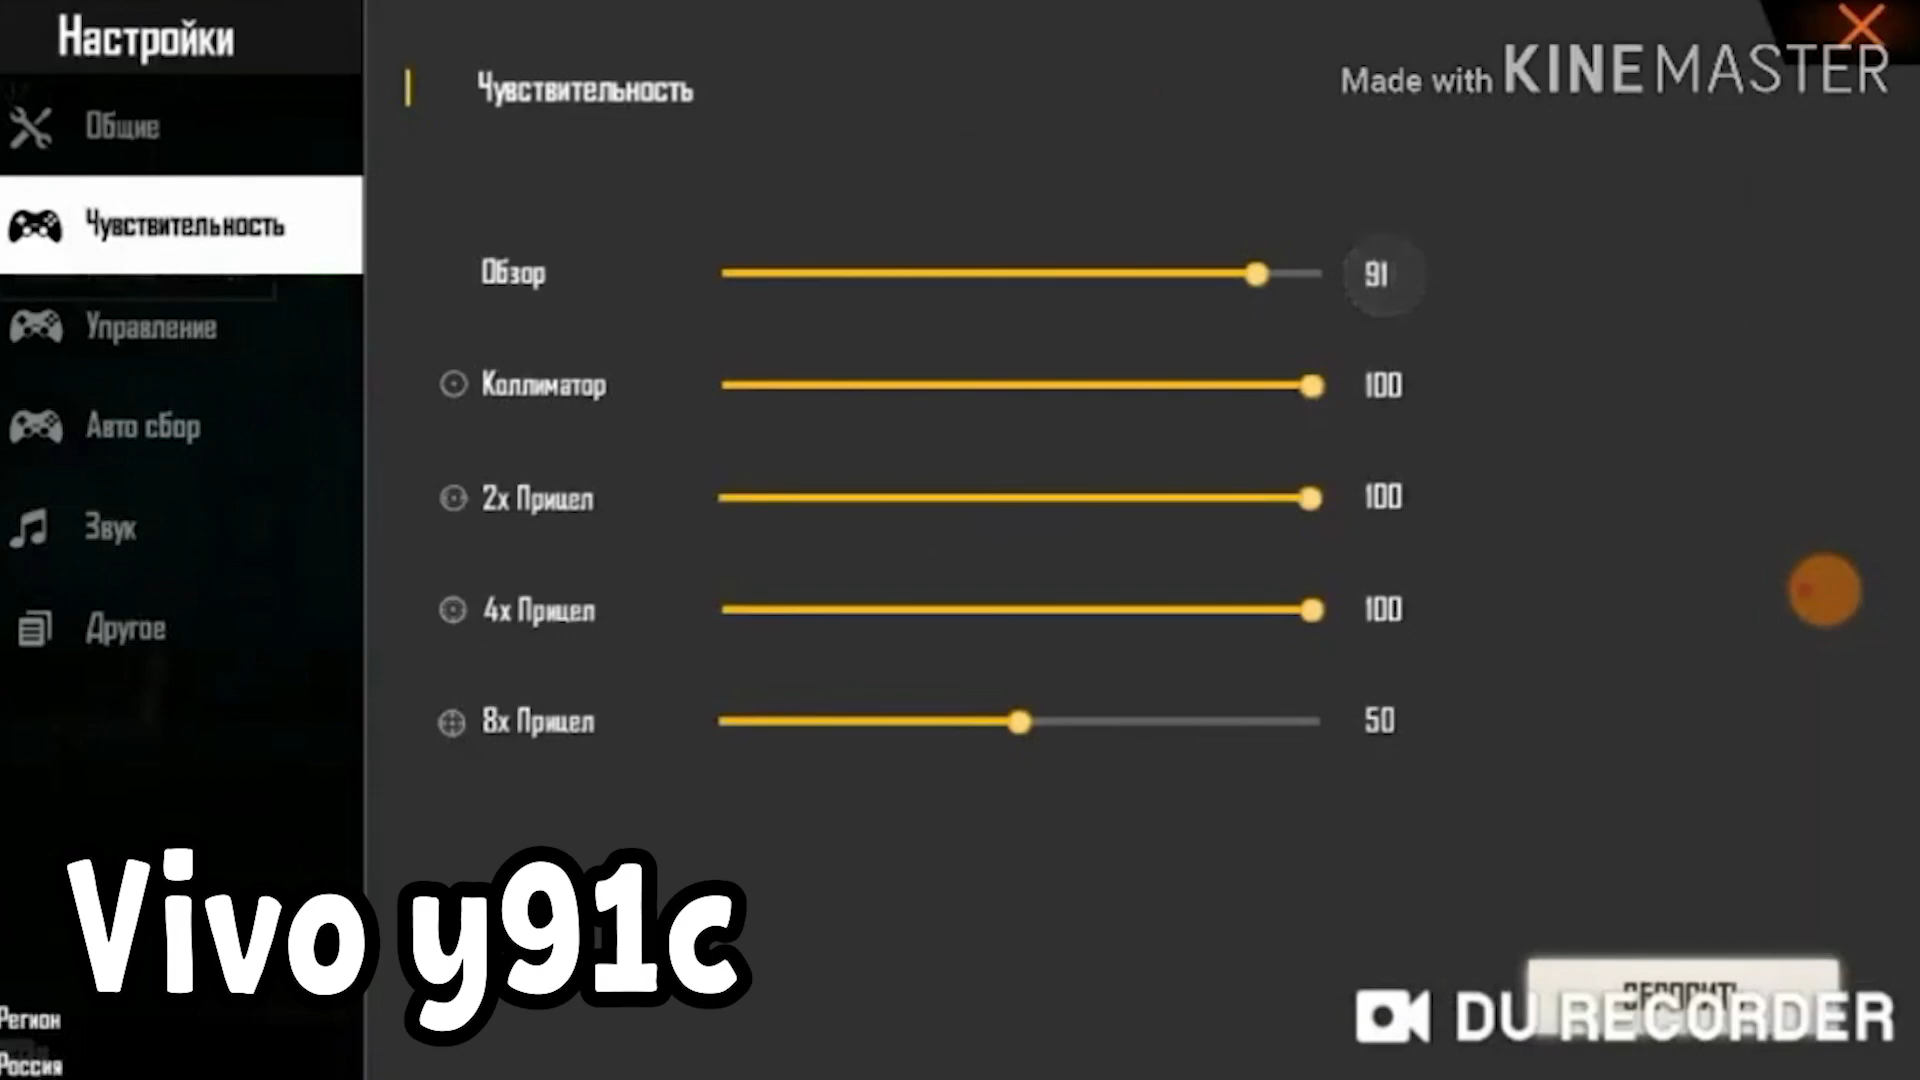 Настройки
Общие
Чувствительность
Управление
Авто сбор
Звук
Другое
Регион
Россия
Чувствительность
Made with KINEMASTER
Обзор 91
Коллиматор 100
2x Прицел 100
4x Прицел 100
8x Прицел 50
Vivo y91c
DU RECORDER